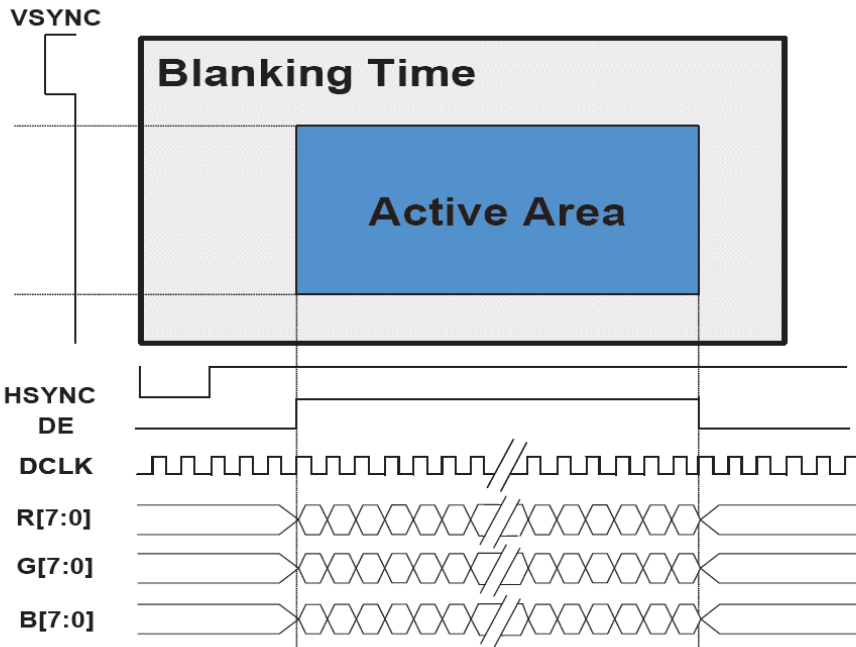 VSYNC
Blanking Time
Active Area
HSYNC
DE
DCLK
R[7:0]
G[7:0]
B[7:0]